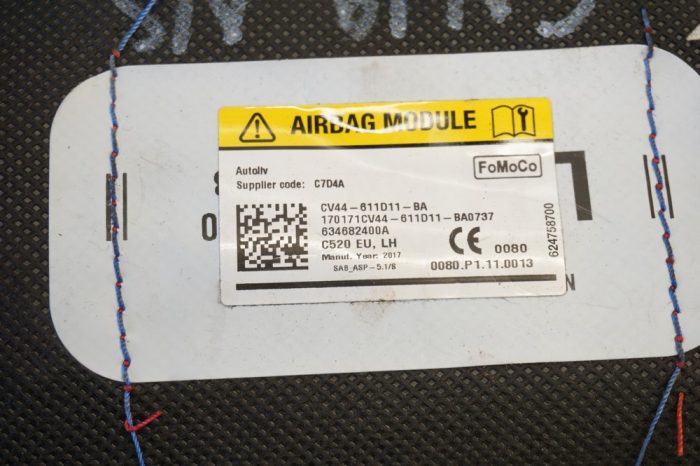 AIRBAG MODULE
Autoliv
FoMoCo
Supplier code: C7D4A
CV44-611D11-BA
170171CV44-611D11-BA0737
634682400A
C520 EU, LH
CE 0080
Manuf. Year: 2017
SAB_ASP-5.1/S
0080.P1.11.0013
624758700
N